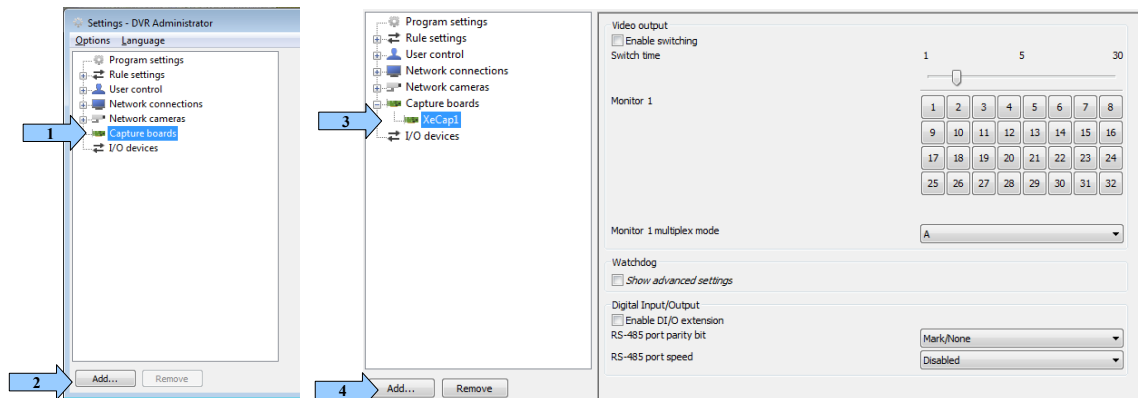 Settings - DVR Administrator
Options Language
Program settings
Rule settings
User control
Network connections
Network cameras
1
Capture boards
I/O devices
2
Add...
Remove
Program settings
Rule settings
User control
Network connections
Network cameras
Capture boards
3
XeCap1
I/O devices
4
Add...
Remove
Video output
Enable switching
Switch time
1 5 30
Monitor 1
1 2 3 4 5 6 7 8
9 10 11 12 13 14 15 16
17 18 19 20 21 22 23 24
25 26 27 28 29 30 31 32
Monitor 1 multiplex mode
A
Watchdog
Show advanced settings
Digital Input/Output
Enable DI/O extension
RS-485 port parity bit
Mark/None
RS-485 port speed
Disabled